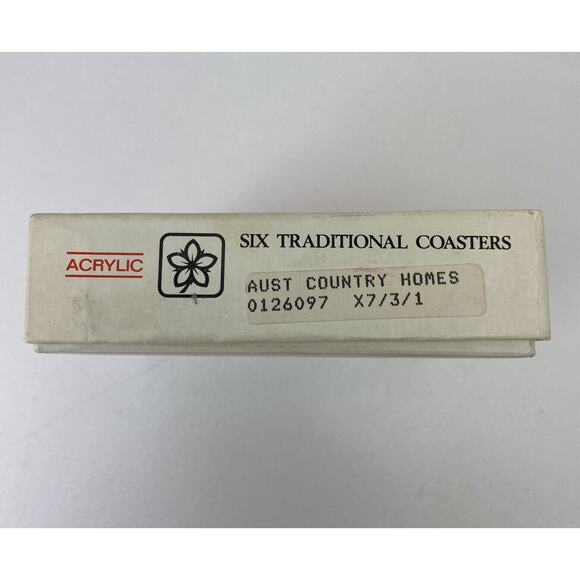 ACRYLIC
SIX TRADITIONAL COASTERS
AUST COUNTRY HOMES
0126097 X7/3/1